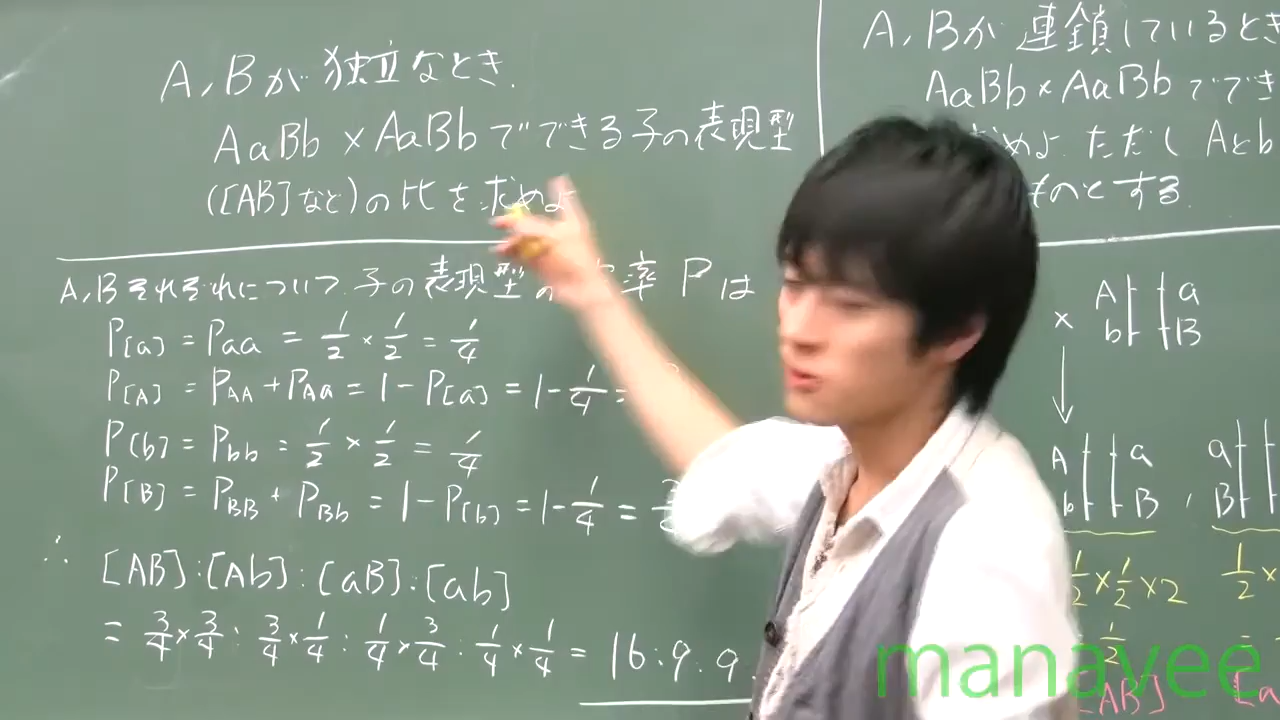 A,Bが独立なとき.
AaBb×AaBbでできる子の表現型
([AB]など)の比を求めよ
A,Bそれぞれについて.子の表現型の 率 Pは
P[a] = Paa = 1/2 × 1/2 = 1/4
P[A] = PAA + PAa = 1 - P[a] = 1 - 1/4 =
P[b] = Pbb = 1/2 × 1/2 = 1/4
P[B] = PBB + PBb = 1 - P[b] = 1 - 1/4 =
∴ [AB]:[Ab]:[aB]:[ab]
= 3/4×3/4 : 3/4×1/4 : 1/4×3/4 : 1/4×1/4 = 16:9:9
A,Bが連鎖しているとき
AaBb×AaBbででき
めよ ただし Aとb
ものとする.
× A a
b B
A a a
b B , B
1/2×1/2×2 1/2×
= 1/2 =
[AB] [a
manavee